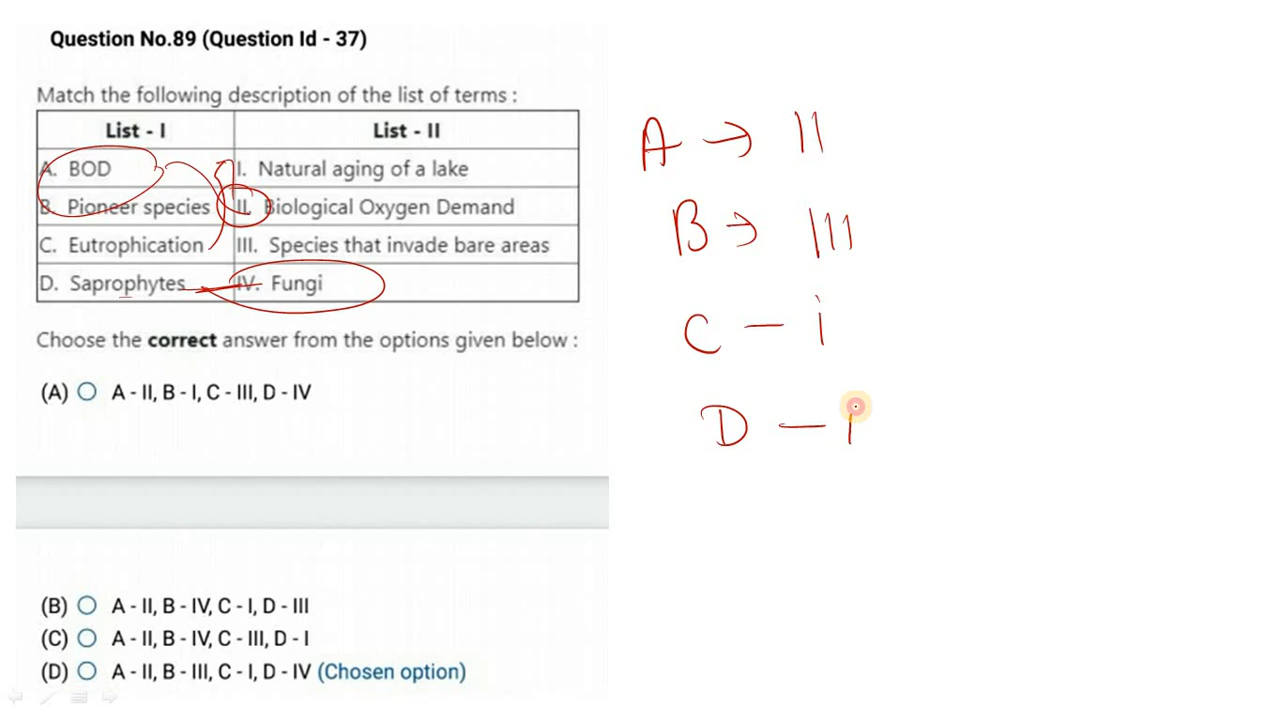 Question No.89 (Question Id - 37)
Match the following description of the list of terms :
List - I List - II
A. BOD I. Natural aging of a lake
B. Pioneer species II. Biological Oxygen Demand
C. Eutrophication III. Species that invade bare areas
D. Saprophytes IV. Fungi
Choose the correct answer from the options given below :
(A) A - II, B - I, C - III, D - IV
(B) A - II, B - IV, C - I, D - III
(C) A - II, B - IV, C - III, D - I
(D) A - II, B - III, C - I, D - IV (Chosen option)
A → II
B → III
C - i
D - I